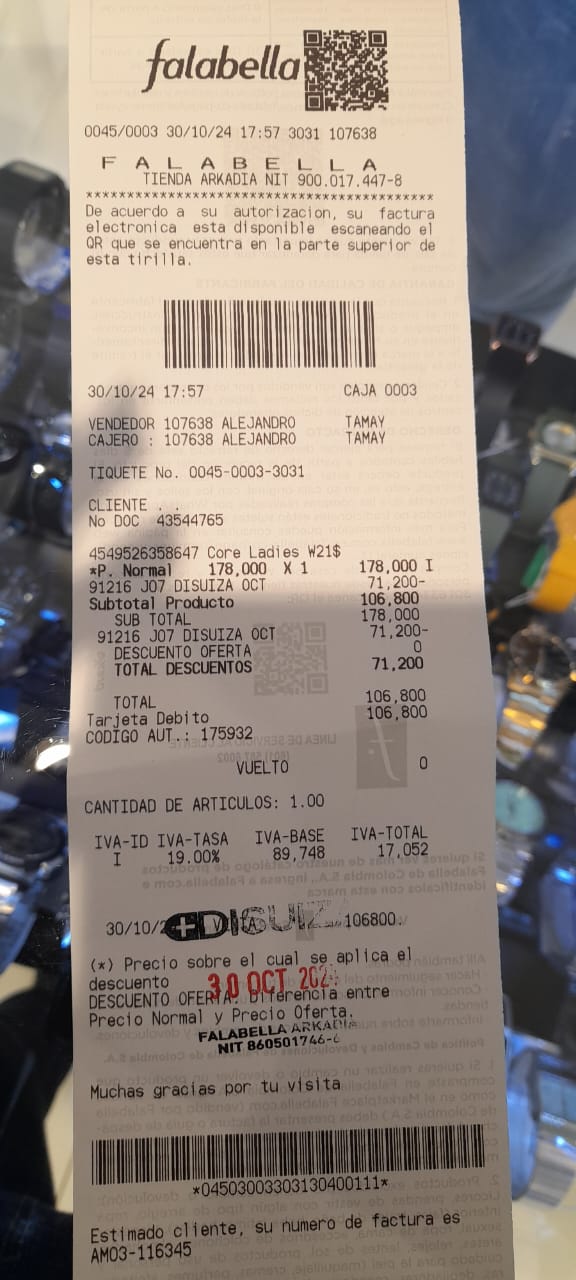 falabella
0045/0003 30/10/24 17:57 3031 107638
F A L A B E L L A
TIENDA ARKADIA NIT 900.017.447-8
**********************************************
De acuerdo a su autorizacion, su factura
electronica esta disponible escaneando el
QR que se encuentra en la parte superior de
esta tirilla.
30/10/24 17:57 CAJA 0003
VENDEDOR 107638 ALEJANDRO TAMAY
CAJERO : 107638 ALEJANDRO TAMAY
TIQUETE No. 0045-0003-3031
CLIENTE . .
No DOC 43544765
4549526358647 Core Ladies W21$
*P. Normal 178,000 X 1 178,000 I
91216 J07 DISUIZA OCT 71,200-
Subtotal Producto 106,800
SUB TOTAL 178,000
91216 J07 DISUIZA OCT 71,200-
DESCUENTO OFERTA 0
TOTAL DESCUENTOS 71,200
TOTAL 106,800
Tarjeta Debito 106,800
CODIGO AUT.: 175932
VUELTO 0
CANTIDAD DE ARTICULOS: 1.00
IVA-ID IVA-TASA IVA-BASE IVA-TOTAL
I 19.00% 89,748 17,052
30/10/2 DISUIZ 106800.
(*) Precio sobre el cual se aplica el
descuento
30 OCT 202
DESCUENTO OFERTA: Diferencia entre
Precio Normal y Precio Oferta.
FALABELLA ARKADIA
NIT 860501746-
Muchas gracias por tu visita
*04503003303130400111*
Estimado cliente, su numero de factura es
AMO3-116345